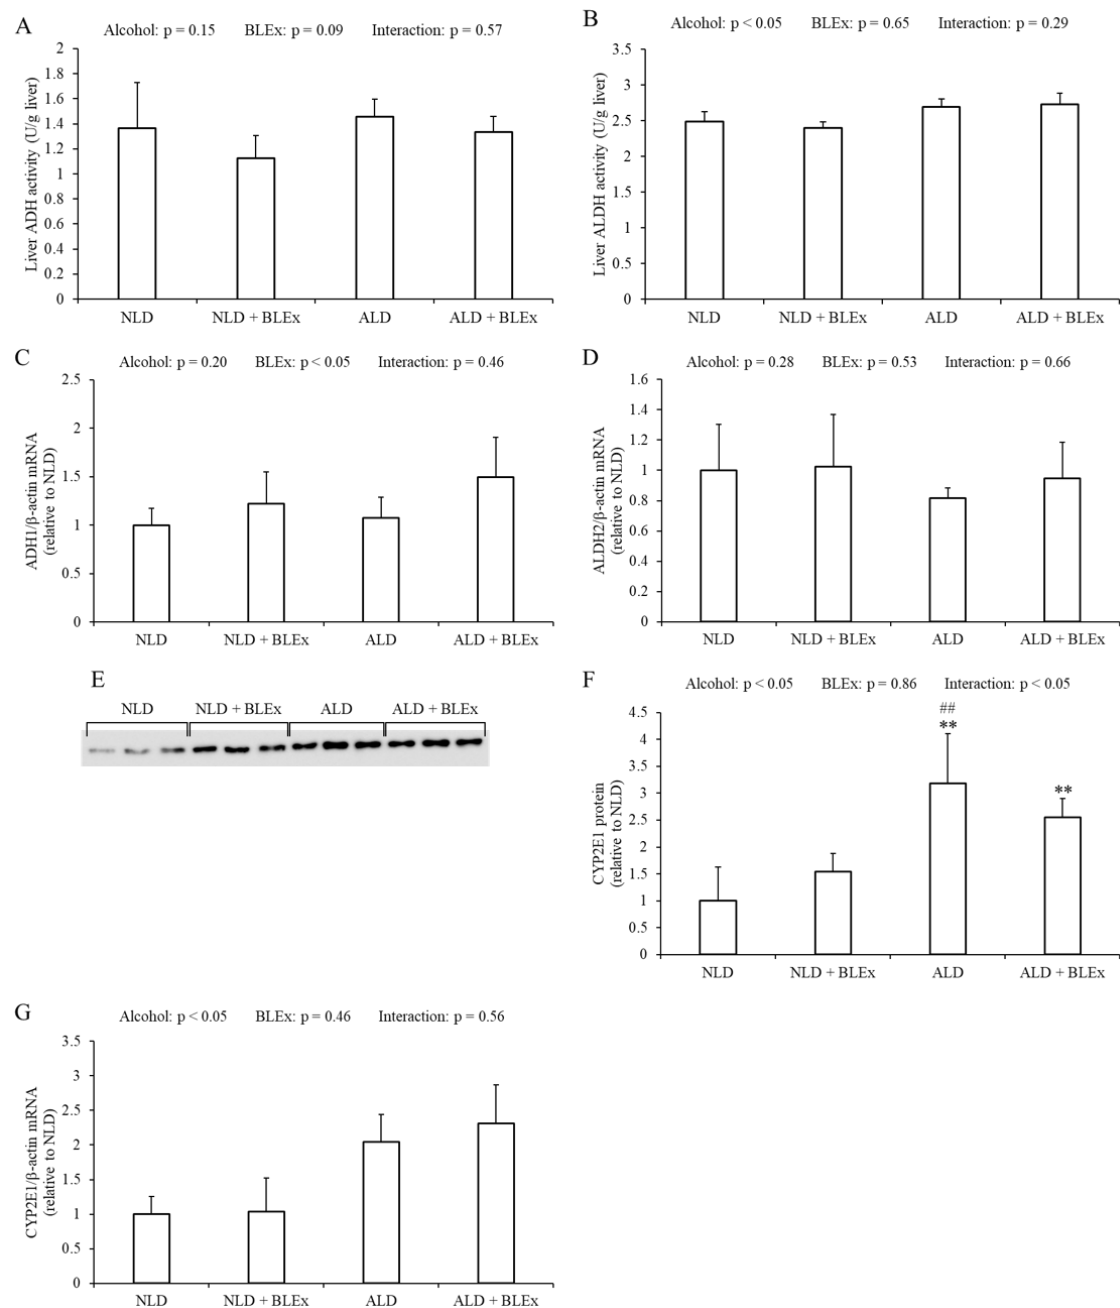 A
Alcohol: p = 0.15 BLEx: p = 0.09 Interaction: p = 0.57
Liver ADH activity (U/g liver)
2
1.8
1.6
1.4
1.2
1
0.8
0.6
0.4
0.2
0
NLD NLD + BLEx ALD ALD + BLEx
B
Alcohol: p < 0.05 BLEx: p = 0.65 Interaction: p = 0.29
Liver ALDH activity (U/g liver)
3.5
3
2.5
2
1.5
1
0.5
0
NLD NLD + BLEx ALD ALD + BLEx
C
Alcohol: p = 0.20 BLEx: p < 0.05 Interaction: p = 0.46
ADH1/β-actin mRNA
(relative to NLD)
2.5
2
1.5
1
0.5
0
NLD NLD + BLEx ALD ALD + BLEx
D
Alcohol: p = 0.28 BLEx: p = 0.53 Interaction: p = 0.66
ALDH2/β-actin mRNA
(relative to NLD)
1.6
1.4
1.2
1
0.8
0.6
0.4
0.2
0
NLD NLD + BLEx ALD ALD + BLEx
E
NLD NLD + BLEx ALD ALD + BLEx
F
Alcohol: p < 0.05 BLEx: p = 0.86 Interaction: p < 0.05
CYP2E1 protein
(relative to NLD)
4.5
4
3.5
3
2.5
2
1.5
1
0.5
0
##
**
**
NLD NLD + BLEx ALD ALD + BLEx
G
Alcohol: p < 0.05 BLEx: p = 0.46 Interaction: p = 0.56
CYP2E1/β-actin mRNA
(relative to NLD)
3.5
3
2.5
2
1.5
1
0.5
0
NLD NLD + BLEx ALD ALD + BLEx